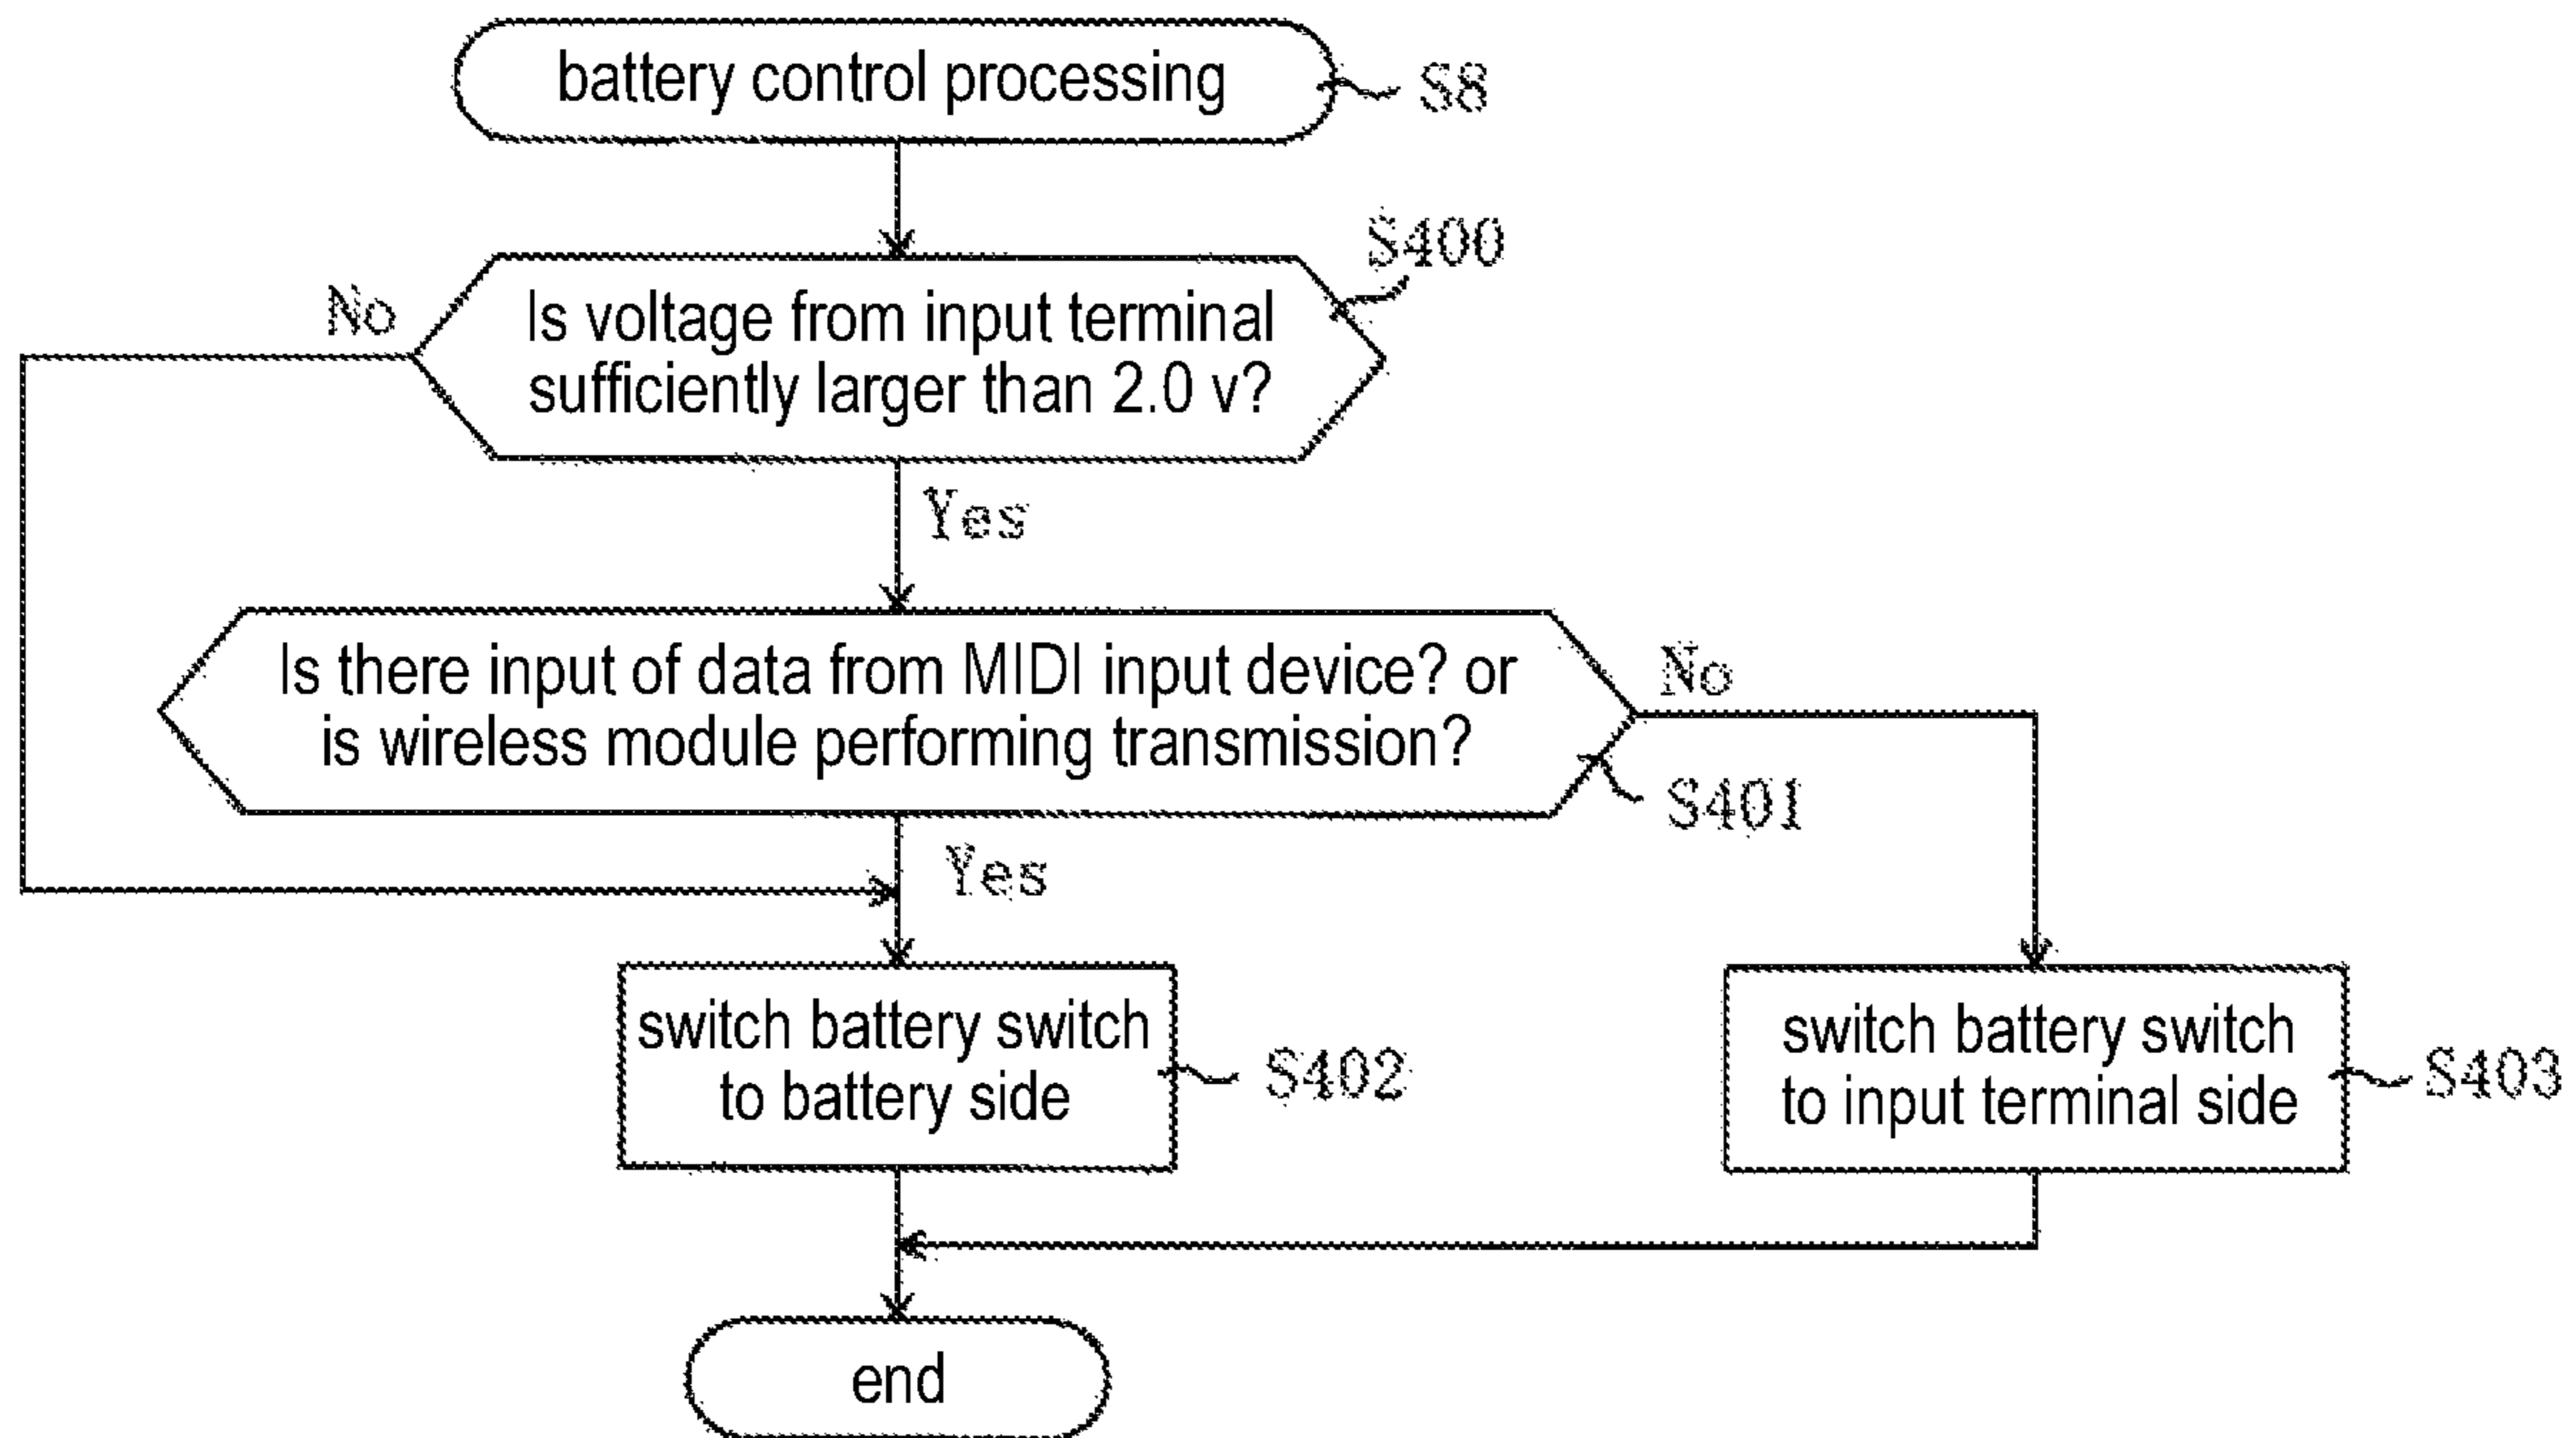 battery control processing
S8
S400
No
Is voltage from input terminal
sufficiently larger than 2.0 v?
Yes
Is there input of data from MIDI input device? or
is wireless module performing transmission?
No
S401
Yes
switch battery switch
to battery side
S402
switch battery switch
to input terminal side
S403
end